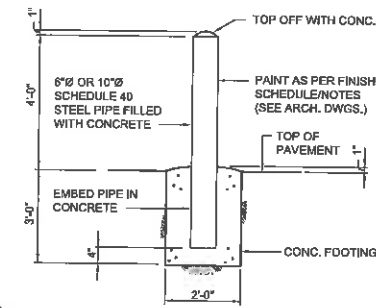 1"
TOP OFF WITH CONC.
4'-0"
6"Ø OR 10"Ø
SCHEDULE 40
STEEL PIPE FILLED
WITH CONCRETE
PAINT AS PER FINISH
SCHEDULE/NOTES
(SEE ARCH. DWGS.)
TOP OF
PAVEMENT
1"
3'-0"
EMBED PIPE IN
CONCRETE
4"
CONC. FOOTING
2'-0"